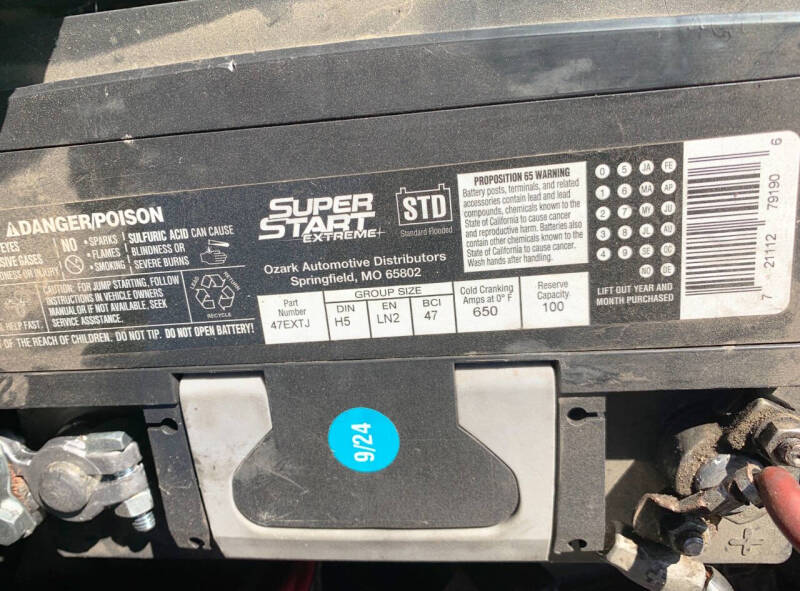 ⚠DANGER/POISON
EYES
SIVE GASES
DNESS OR INJURY
NO
• SPARKS
• FLAMES
• SMOKING
SULFURIC ACID CAN CAUSE
BLINDNESS OR
SEVERE BURNS
CAUTION: FOR JUMP STARTING, FOLLOW
INSTRUCTIONS IN VEHICLE OWNERS
MANUAL OR IF NOT AVAILABLE, SEEK
SERVICE ASSISTANCE.
LEAD
RETURN
RECYCLE
HELP FAST
OF THE REACH OF CHILDREN. DO NOT TIP. DO NOT OPEN BATTERY!
SUPER
START
EXTREME+
STD
Standard Flooded
Ozark Automotive Distributors
Springfield, MO 65802
Part
Number
47EXTJ
GROUP SIZE
DIN
H5
EN
LN2
BCI
47
Cold Cranking
Amps at 0° F
650
Reserve
Capacity
100
PROPOSITION 65 WARNING
Battery posts, terminals, and related
accessories contain lead and lead
compounds, chemicals known to the
State of California to cause cancer
and reproductive harm. Batteries also
contain other chemicals known to the
State of California to cause cancer.
Wash hands after handling.
0 5 JA FE
1 6 MA AP
2 7 MY JU
3 8 JL AU
4 9 SE OC
NO DE
LIFT OUT YEAR AND
MONTH PURCHASED
7 21112 79190 6
9/24
+